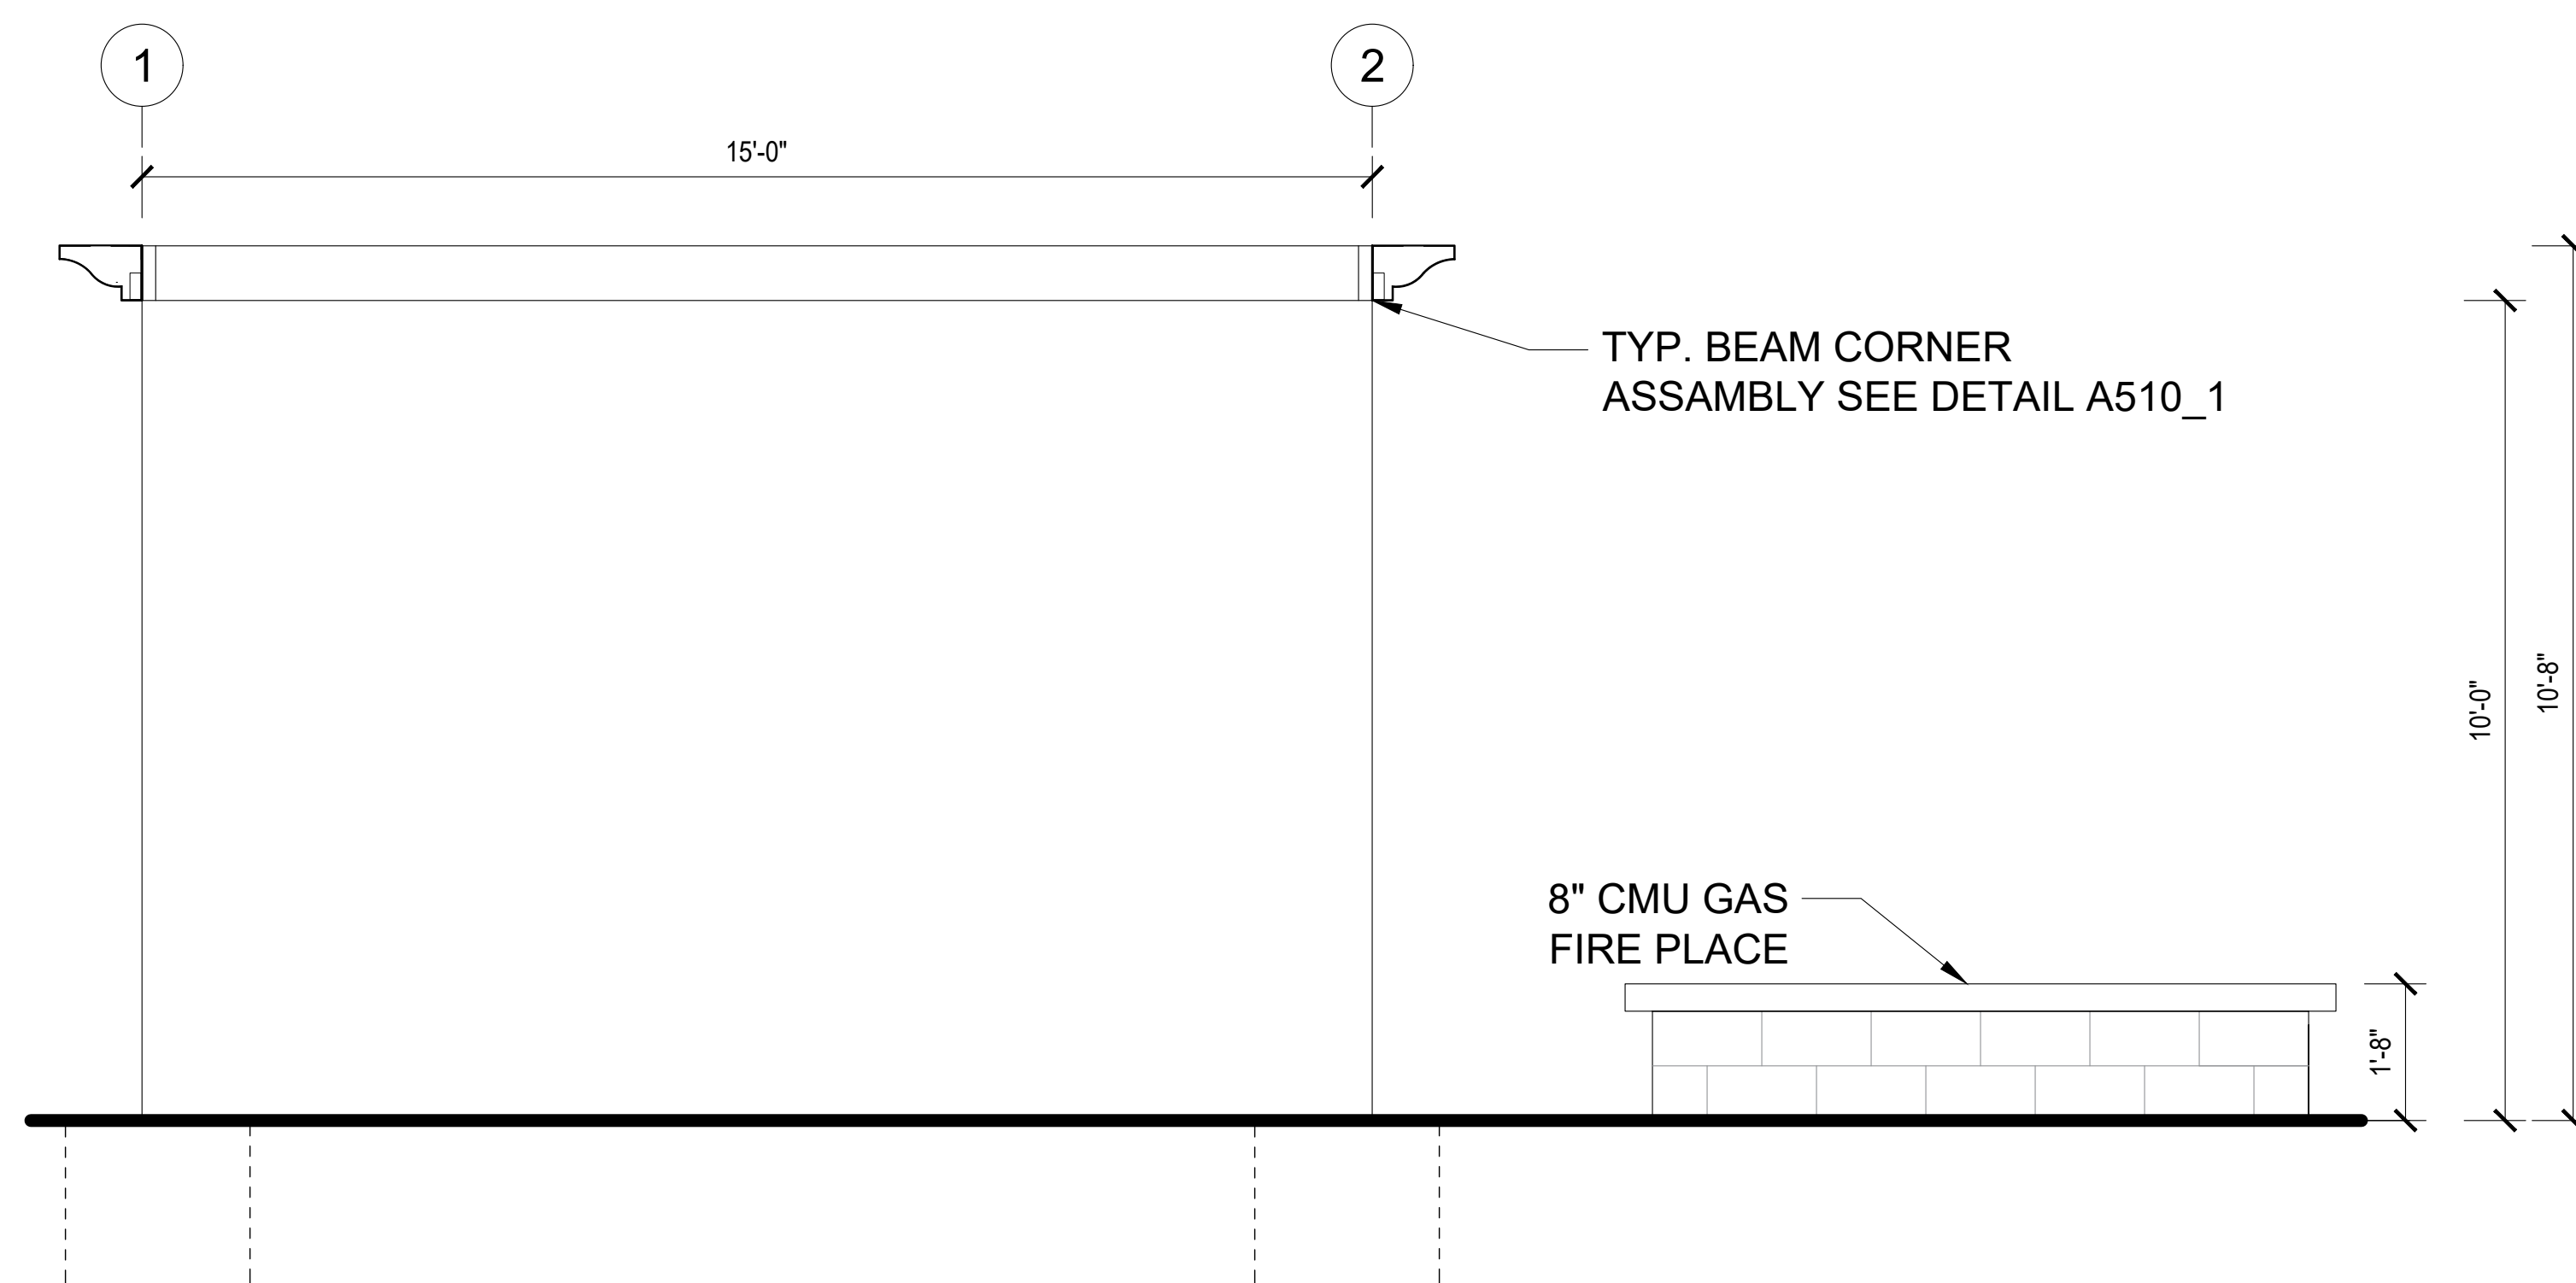 1
2
15'-0"
TYP. BEAM CORNER
ASSAMBLY SEE DETAIL A510_1
10'-0"
10'-8"
8" CMU GAS
FIRE PLACE
1'-8"